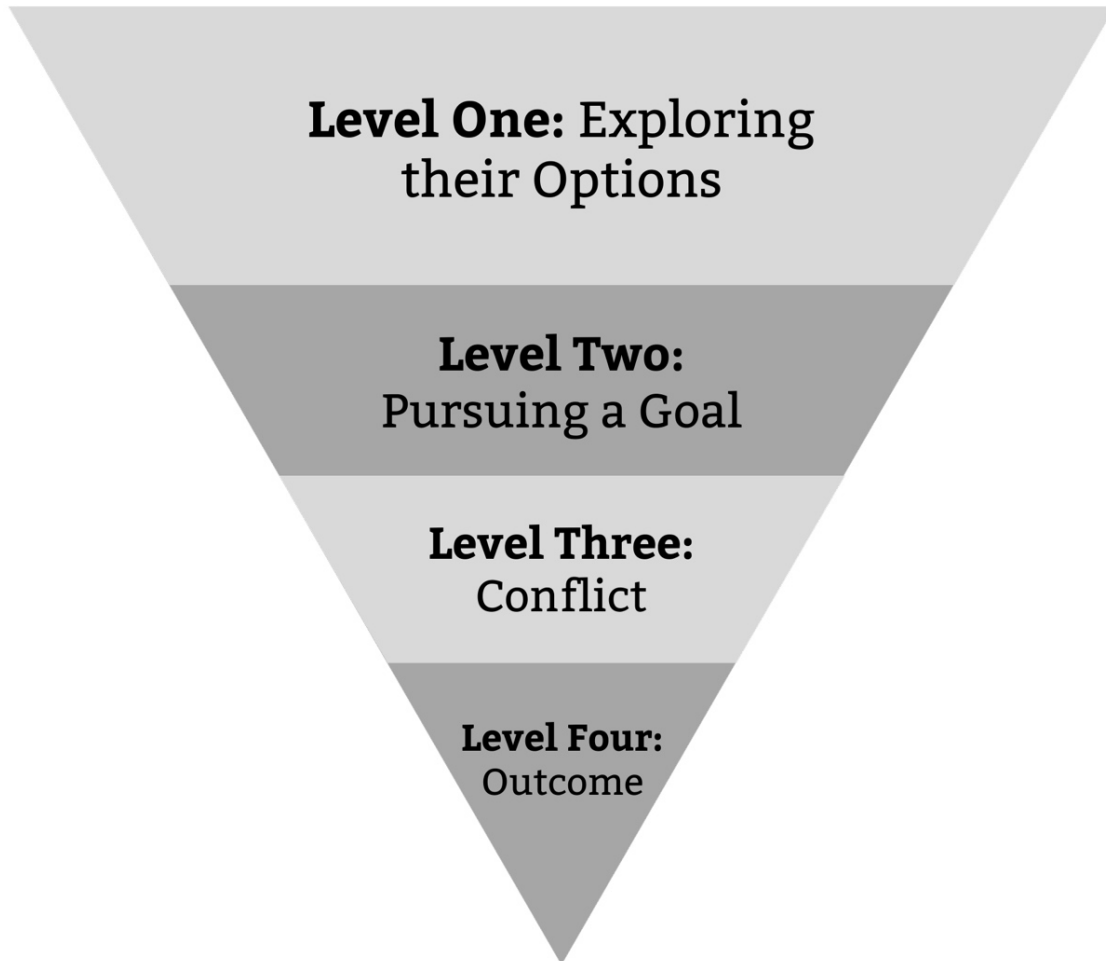 Level One: Exploring
their Options
Level Two:
Pursuing a Goal
Level Three:
Conflict
Level Four:
Outcome